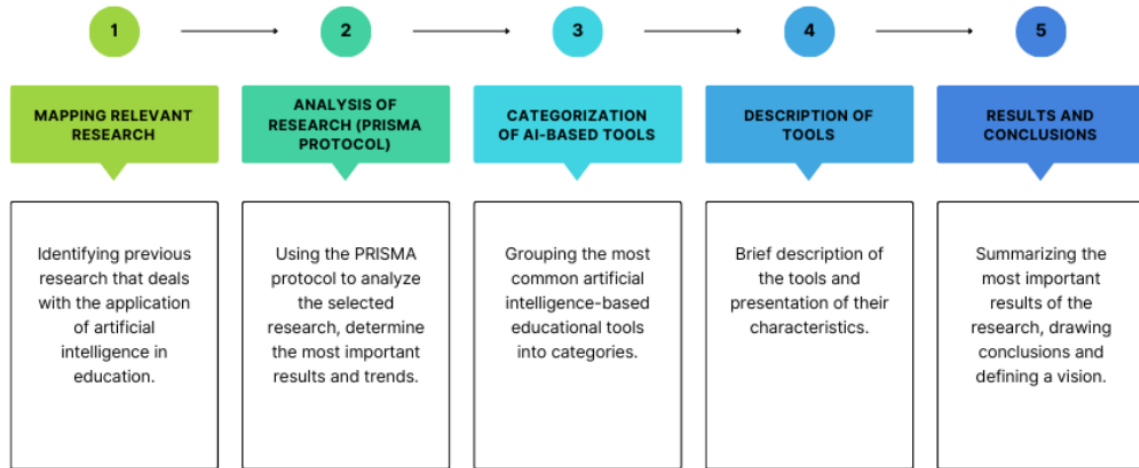 1
2
3
4
5
MAPPING RELEVANT
RESEARCH
ANALYSIS OF
RESEARCH (PRISMA
PROTOCOL)
CATEGORIZATION
OF AI-BASED TOOLS
DESCRIPTION OF
TOOLS
RESULTS AND
CONCLUSIONS
Identifying previous
research that deals
with the application
of artificial
intelligence in
education.
Using the PRISMA
protocol to analyze
the selected
research, determine
the most important
results and trends.
Grouping the most
common artificial
intelligence-based
educational tools
into categories.
Brief description of
the tools and
presentation of their
characteristics.
Summarizing the
most important
results of the
research, drawing
conclusions and
defining a vision.